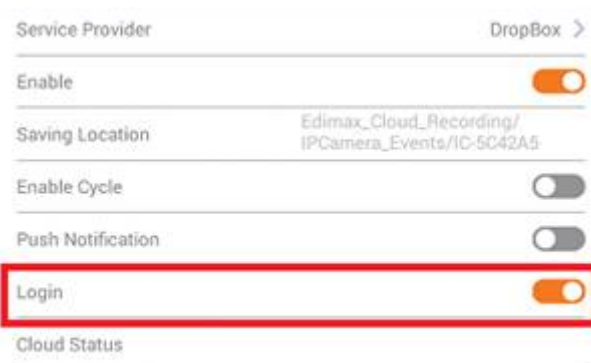 Service Provider DropBox >
Enable
Saving Location Edimax_Cloud_Recording/
IPCamera_Events/IC-5C42A5
Enable Cycle
Push Notification
Login
Cloud Status